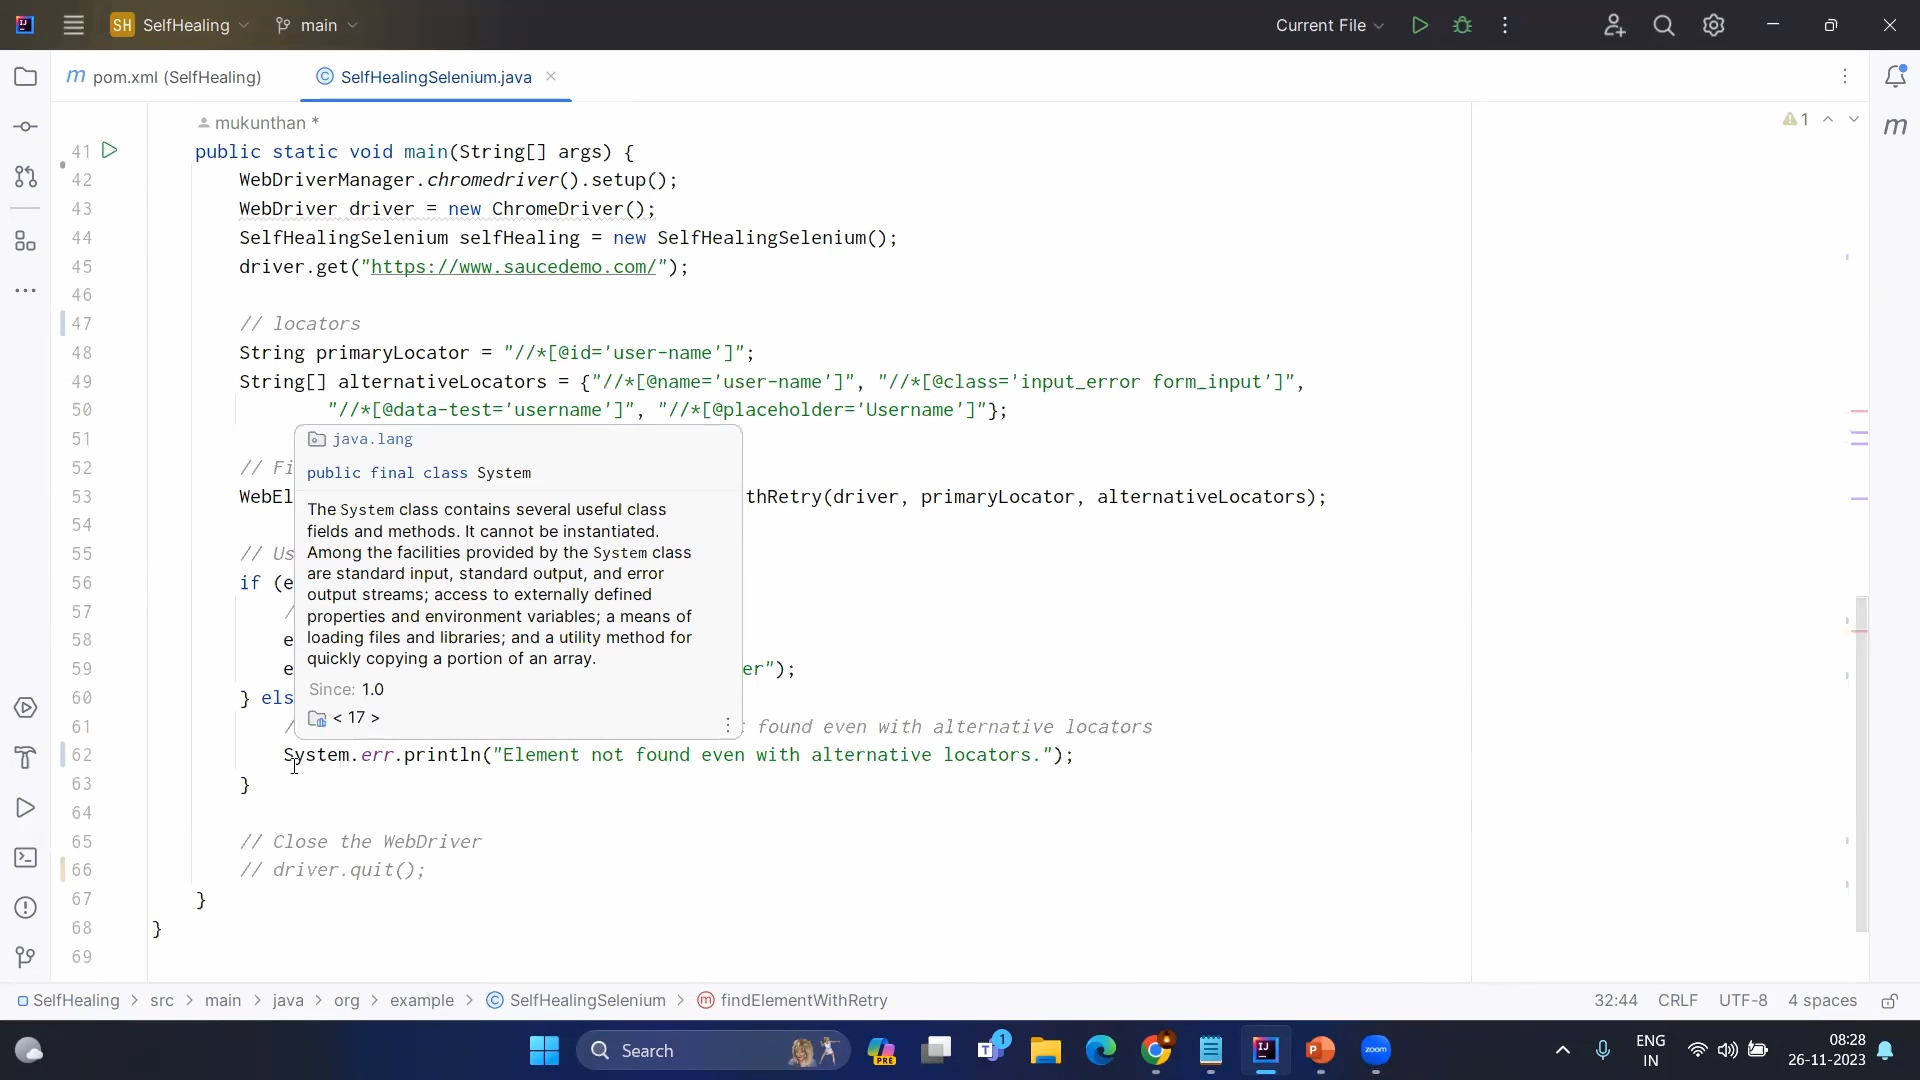 SH SelfHealing main Current File
pom.xml (SelfHealing) SelfHealingSelenium.java
mukunthan *
1
41 public static void main(String[] args) {
42 WebDriverManager.chromedriver().setup();
43 WebDriver driver = new ChromeDriver();
44 SelfHealingSelenium selfHealing = new SelfHealingSelenium();
45 driver.get("https://www.saucedemo.com/");
46
47 // locators
48 String primaryLocator = "//*[@id='user-name']";
49 String[] alternativeLocators = {"//*[@name='user-name']", "//*[@class='input_error form_input']",
50 "//*[@data-test='username']", "//*[@placeholder='Username']"};
51
java.lang
52 // Fi
public final class System
53 WebEl thRetry(driver, primaryLocator, alternativeLocators);
The System class contains several useful class
54
fields and methods. It cannot be instantiated.
55 // Us
Among the facilities provided by the System class
are standard input, standard output, and error
56 if (e
output streams; access to externally defined
57 /
properties and environment variables; a means of
58 e
loading files and libraries; and a utility method for
quickly copying a portion of an array.
59 e er");
Since: 1.0
60 } els
< 17 >
61 / found even with alternative locators
62 System.err.println("Element not found even with alternative locators.");
63 }
64
65 // Close the WebDriver
66 // driver.quit();
67 }
68 }
69
SelfHealing > src > main > java > org > example > SelfHealingSelenium > findElementWithRetry 32:44 CRLF UTF-8 4 spaces
Search
PRE
1
zoom
ENG
IN
08:28
26-11-2023